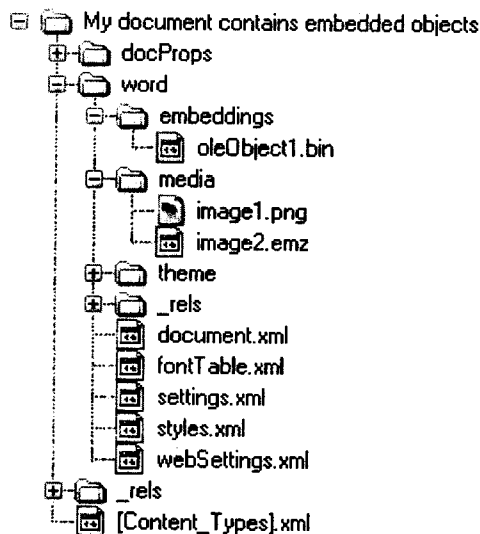 My document contains embedded objects
docProps
word
embeddings
oleObject1.bin
media
image1.png
image2.emz
theme
_rels
document.xml
fontTable.xml
settings.xml
styles.xml
webSettings.xml
_rels
[Content_Types].xml